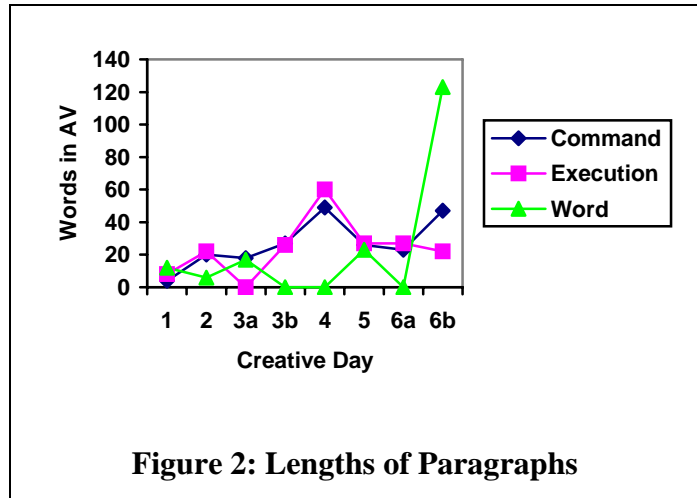 140
120
100
80
60
40
20
0
Words in AV
1 2 3a 3b 4 5 6a 6b
Creative Day
Command
Execution
Word
Figure 2: Lengths of Paragraphs